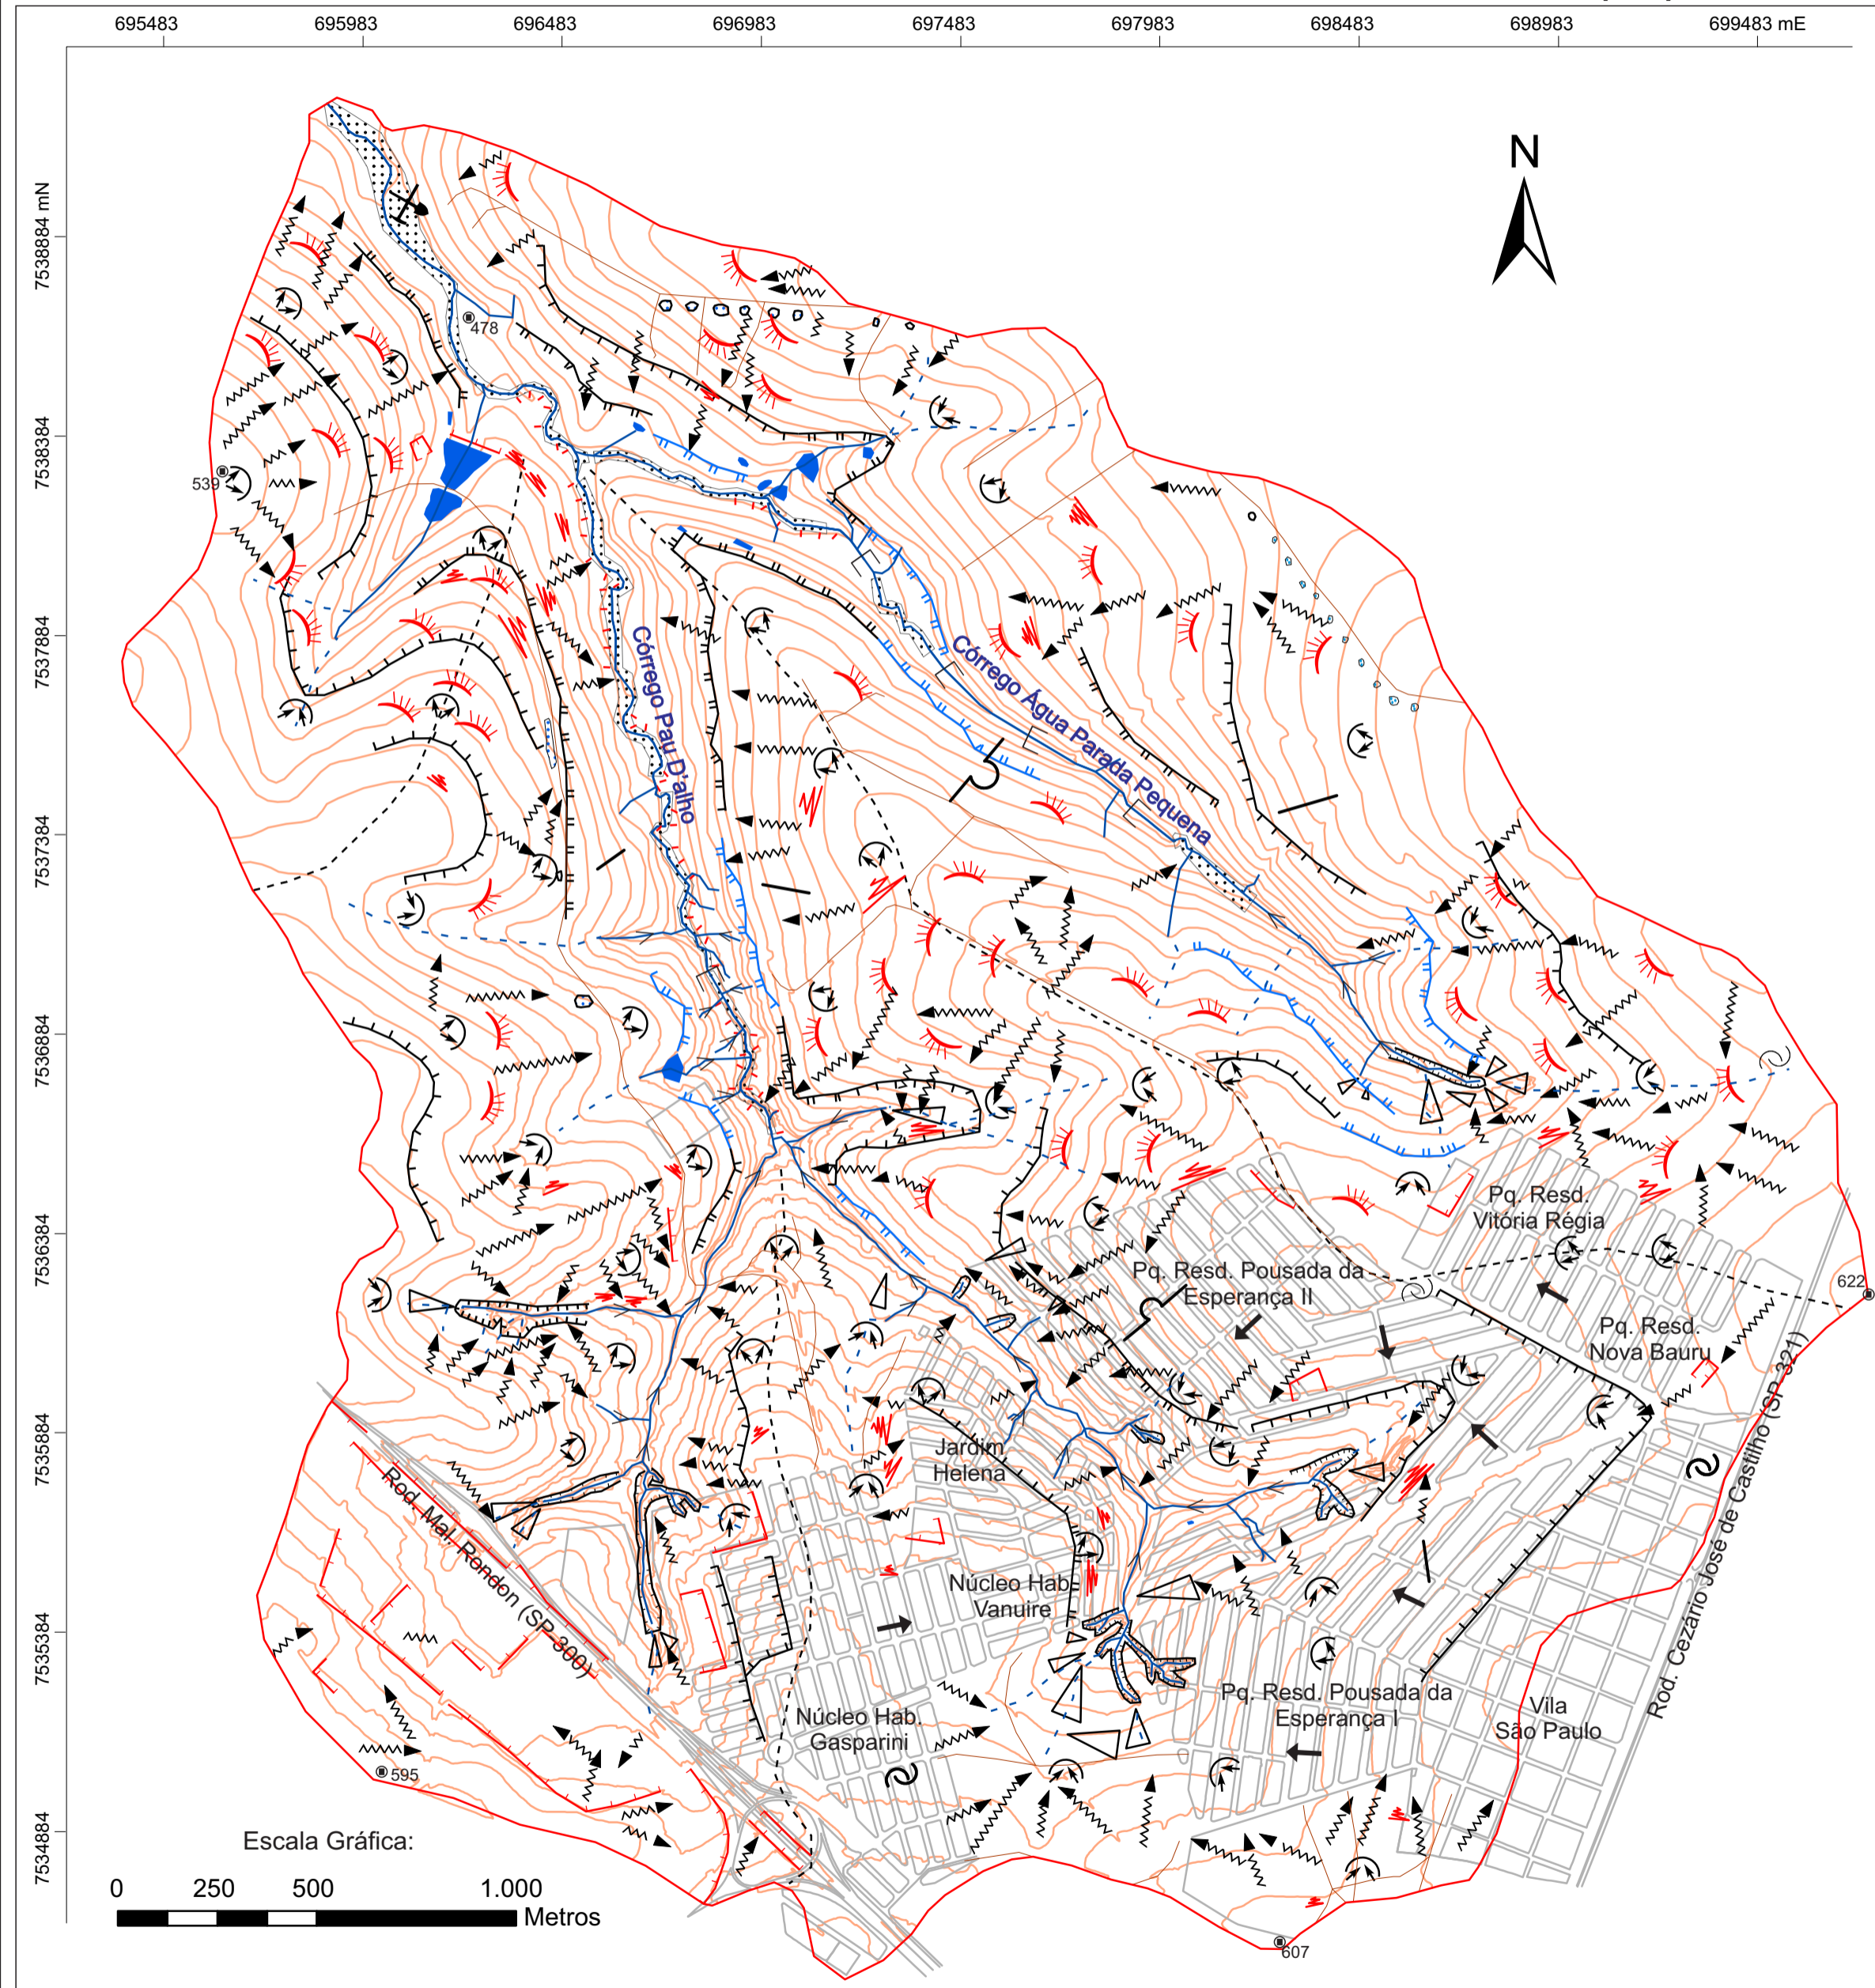 695483 695983 696483 696983 697483 697983 698483 698983 699483 mE
N
7538884 mN
7538384
7537884
7537384
7536884
7536384
7535884
7535384
7534884
478
539
Córrego Pau D'alho
Córrego Água Parada Pequena
Pq. Resd.
Vitória Régia
622
Pq. Resd. Pousada da
Esperança II
Pq. Resd.
Nova Bauru
Jardim
Helena
Rod. Mal. Rondon (SP 300)
Rod. Cezário José de Castilho (SP 321)
Núcleo Hab.
Vanuire
Pq. Resd. Pousada da
Esperança I
Vila
São Paulo
Núcleo Hab.
Gasparini
595
607
Escala Gráfica:
0 250 500 1.000
Metros